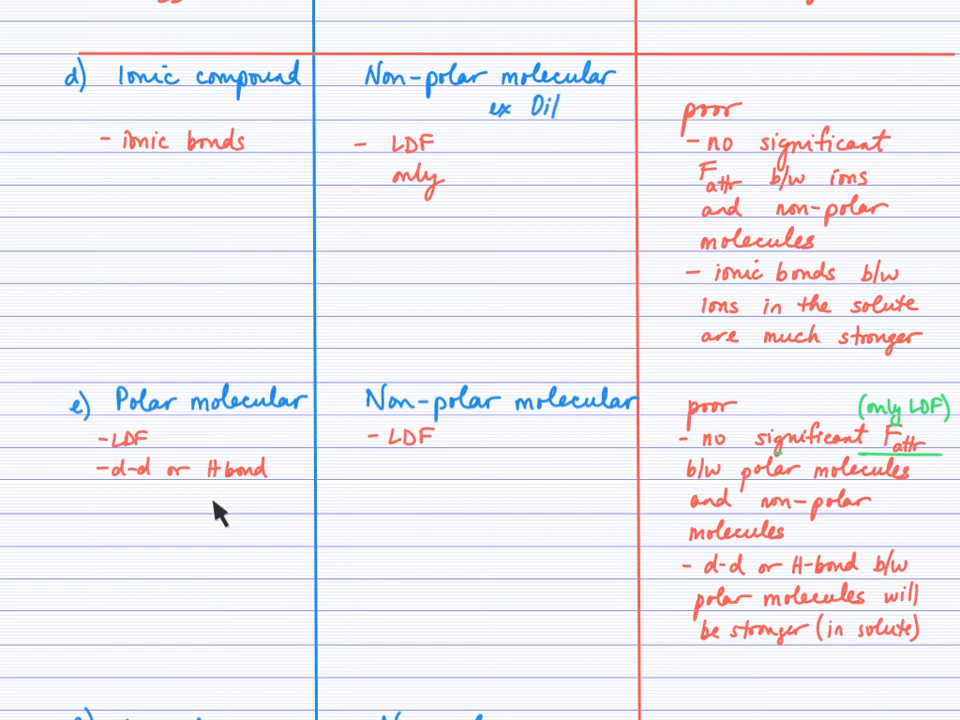 d) Ionic compound
- ionic bonds
Non-polar molecular
ex Oil
- LDF
only
poor
- no significant
Fattr b/w ions
and non-polar
molecules
- ionic bonds b/w
ions in the solute
are much stronger
e) Polar molecular
- LDF
- d-d or H bond
Non-polar molecular
- LDF
poor (only LDF)
- no significant Fattr
b/w polar molecules
and non-polar
molecules
- d-d or H-bond b/w
polar molecules will
be stronger (in solute)